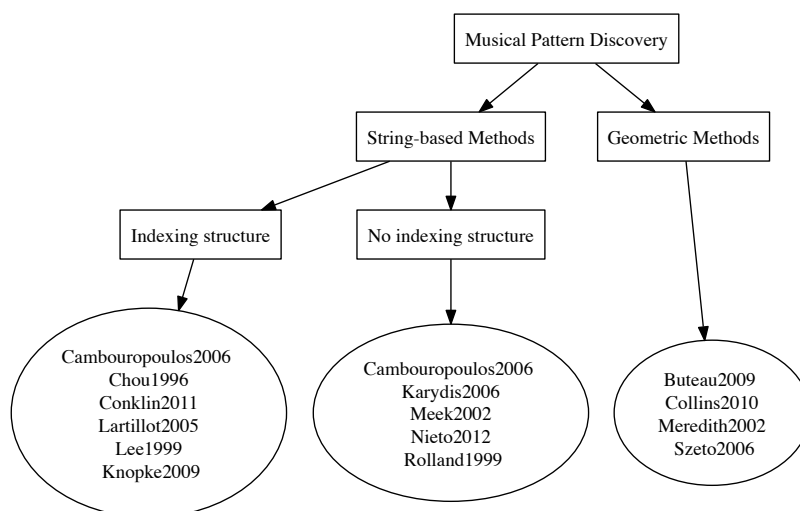 Musical Pattern Discovery
String-based Methods
Geometric Methods
Indexing structure
No indexing structure
Cambouropoulos2006
Chou1996
Conklin2011
Lartillot2005
Lee1999
Knopke2009
Cambouropoulos2006
Karydis2006
Meek2002
Nieto2012
Rolland1999
Buteau2009
Collins2010
Meredith2002
Szeto2006